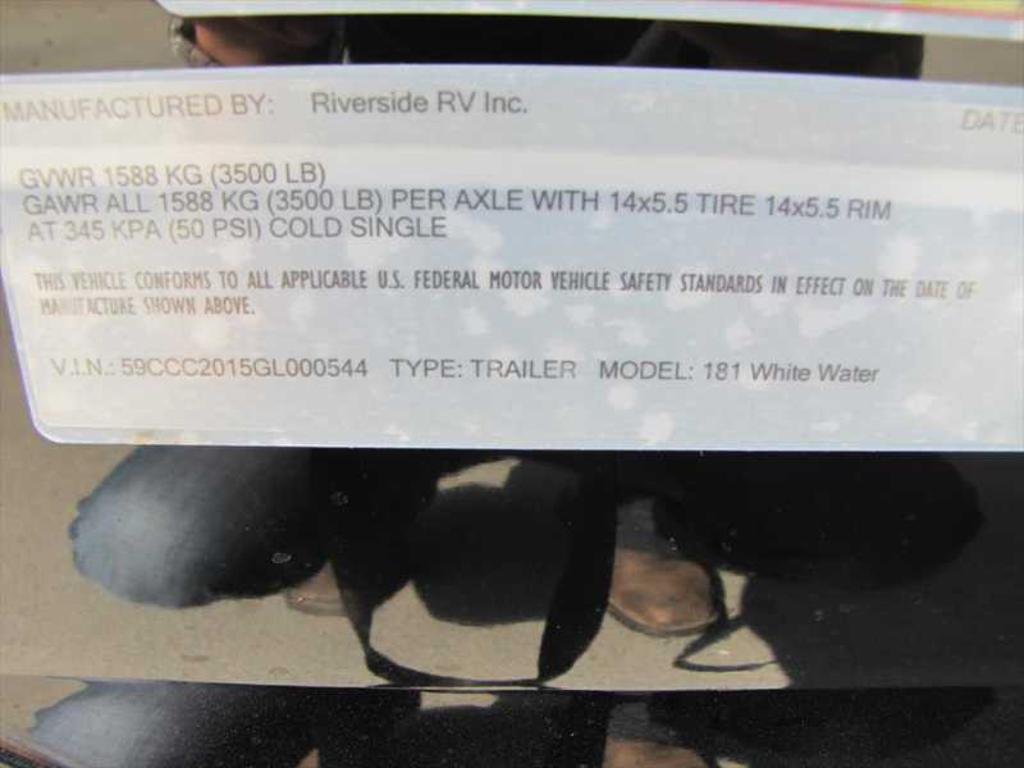 MANUFACTURED BY: Riverside RV Inc. DATE
GVWR 1588 KG (3500 LB)
GAWR ALL 1588 KG (3500 LB) PER AXLE WITH 14x5.5 TIRE 14x5.5 RIM
AT 345 KPA (50 PSI) COLD SINGLE
THIS VEHICLE CONFORMS TO ALL APPLICABLE U.S. FEDERAL MOTOR VEHICLE SAFETY STANDARDS IN EFFECT ON THE DATE OF
MANUFACTURE SHOWN ABOVE.
V.I.N.: 59CCC2015GL000544 TYPE: TRAILER MODEL: 181 White Water